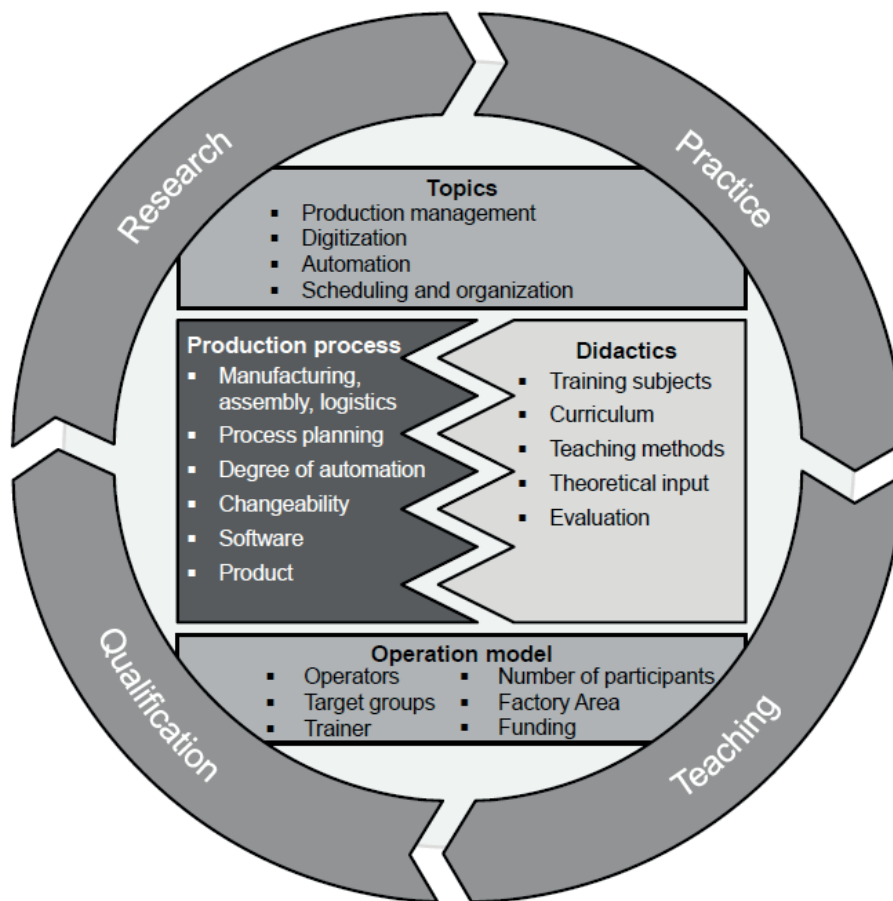 Research
Practice
Topics
▪ Production management
▪ Digitization
▪ Automation
▪ Scheduling and organization
Production process
▪ Manufacturing,
assembly, logistics
▪ Process planning
▪ Degree of automation
▪ Changeability
▪ Software
▪ Product
Didactics
▪ Training subjects
▪ Curriculum
▪ Teaching methods
▪ Theoretical input
▪ Evaluation
Operation model
▪ Operators
▪ Target groups
▪ Trainer
▪ Number of participants
▪ Factory Area
▪ Funding
Qualification
Teaching